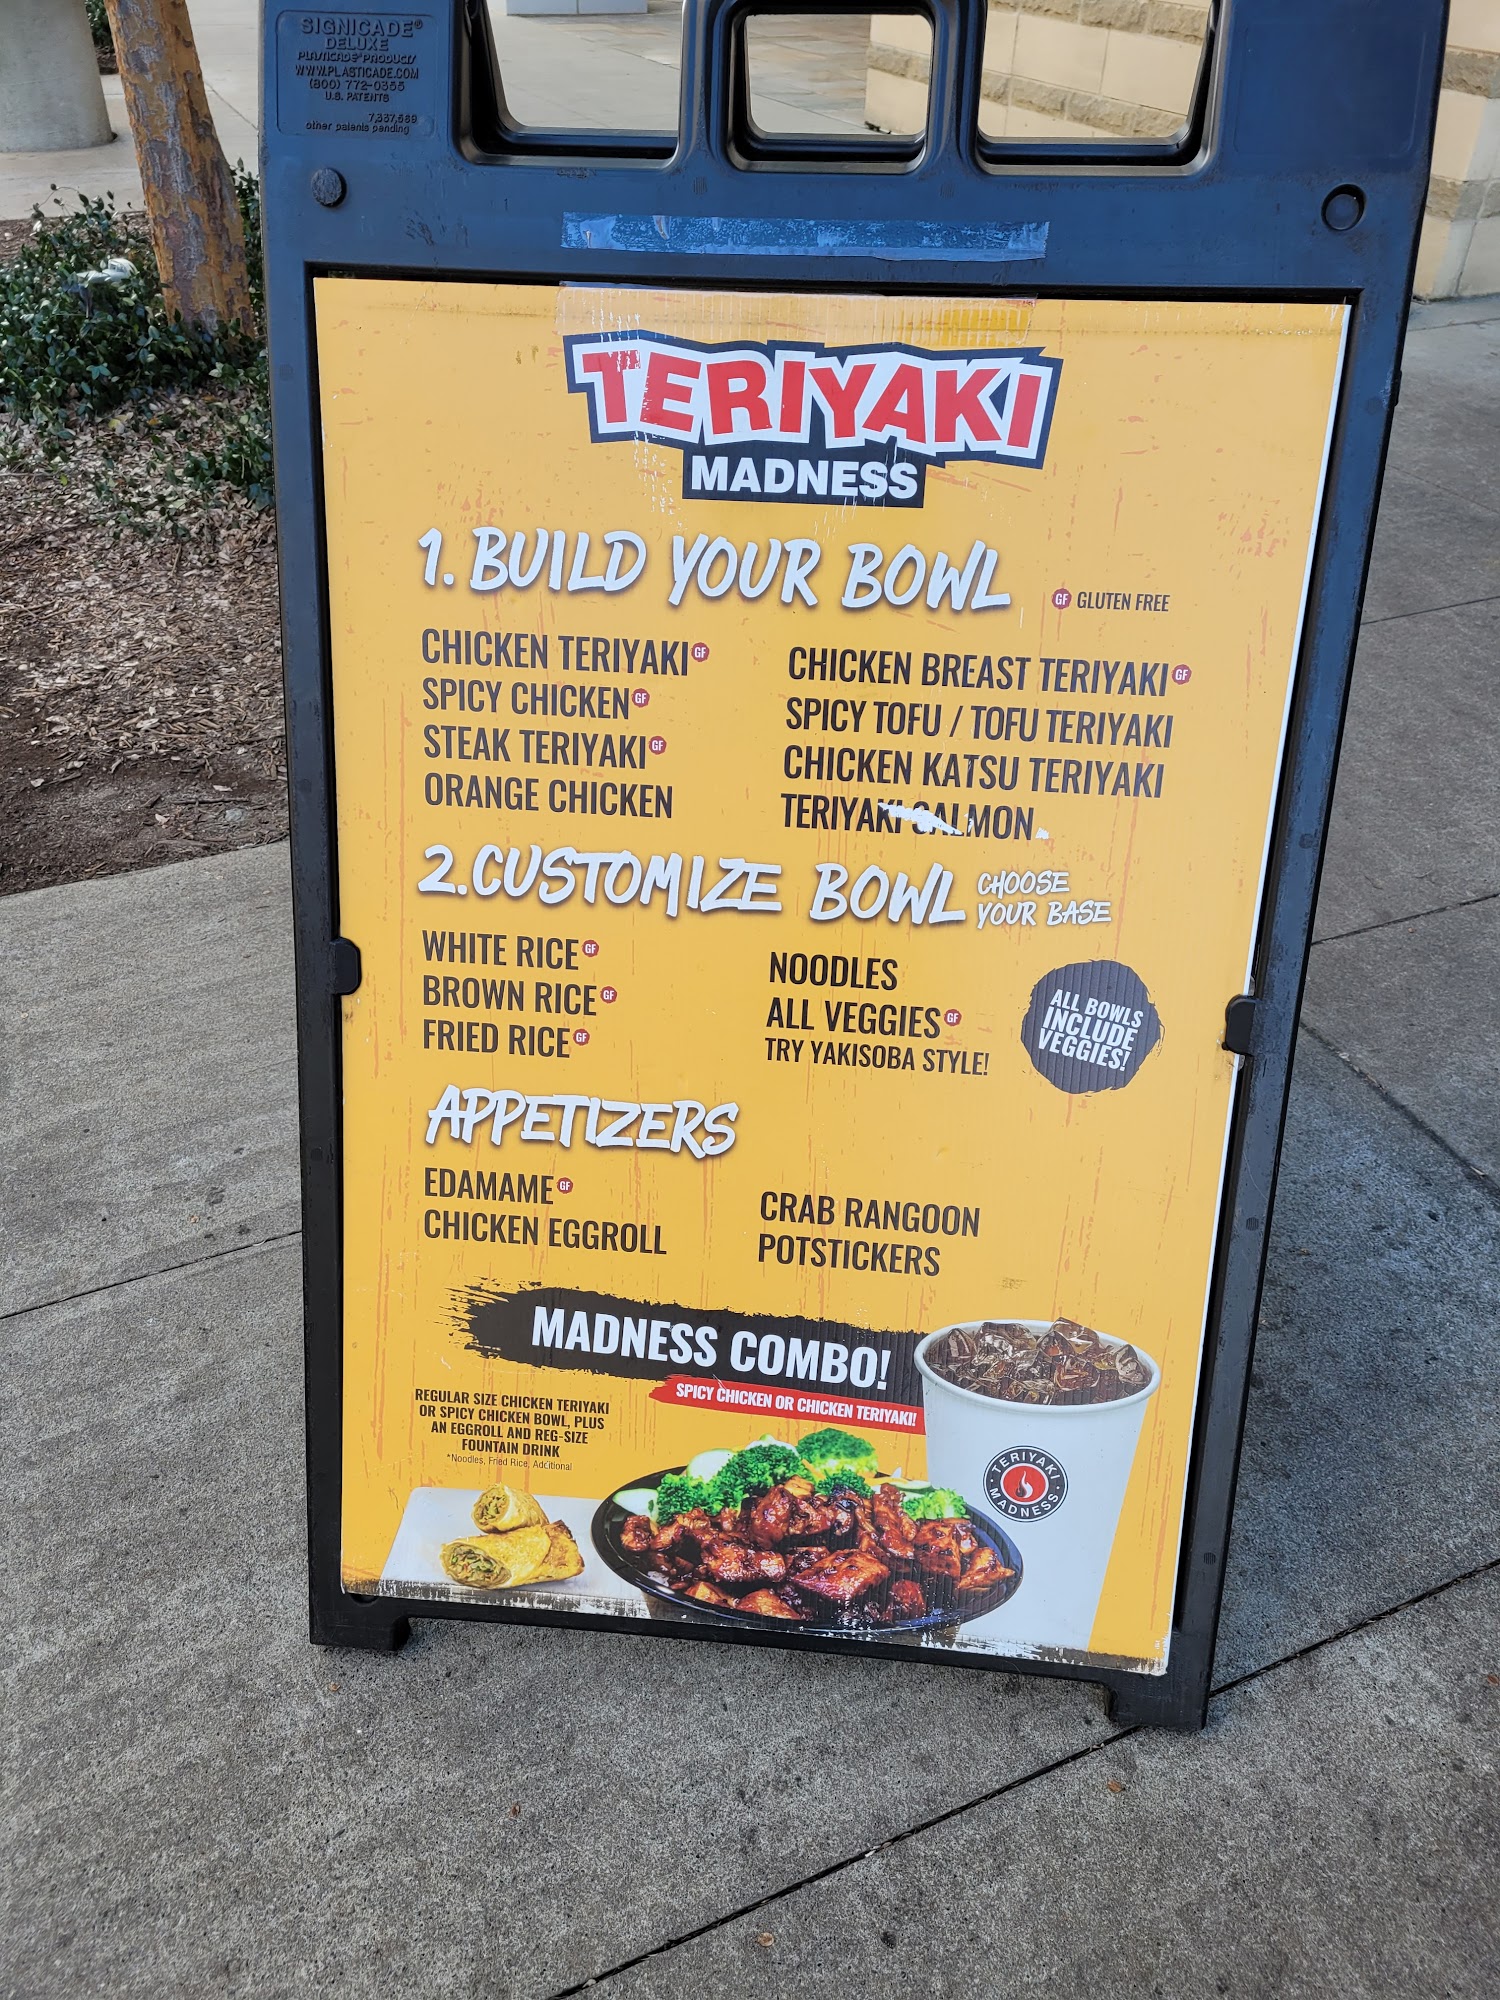 SIGNICADE®
DELUXE
PLASTICADE® PRODUCTS
WWW.PLASTICADE.COM
(800) 772-0355
U.S. PATENTS
7,337,569
other patents pending
TERIYAKI
MADNESS
1. BUILD YOUR BOWL
GF GLUTEN FREE
CHICKEN TERIYAKI GF
SPICY CHICKEN GF
STEAK TERIYAKI GF
ORANGE CHICKEN
CHICKEN BREAST TERIYAKI GF
SPICY TOFU / TOFU TERIYAKI
CHICKEN KATSU TERIYAKI
TERIYAKI SALMON
2. CUSTOMIZE BOWL CHOOSE
YOUR BASE
WHITE RICE GF
BROWN RICE GF
FRIED RICE GF
NOODLES
ALL VEGGIES GF
TRY YAKISOBA STYLE!
ALL BOWLS
INCLUDE
VEGGIES!
APPETIZERS
EDAMAME GF
CHICKEN EGGROLL
CRAB RANGOON
POTSTICKERS
MADNESS COMBO!
SPICY CHICKEN OR CHICKEN TERIYAKI!
REGULAR SIZE CHICKEN TERIYAKI
OR SPICY CHICKEN BOWL, PLUS
AN EGGROLL AND REG-SIZE
FOUNTAIN DRINK
*Noodles, Fried Rice, Additional
TERIYAKI
MADNESS